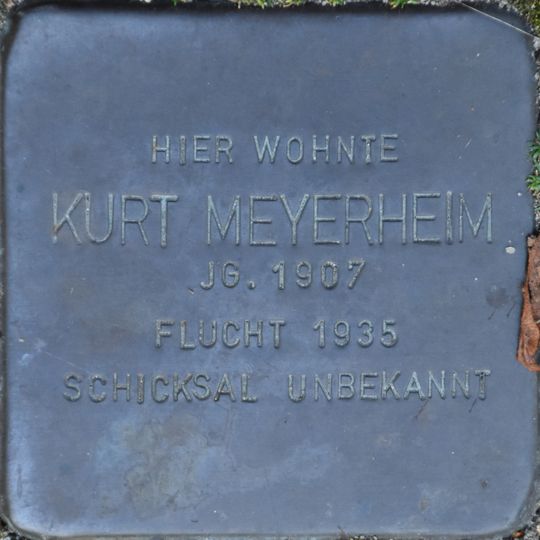 HIER WOHNTE
KURT MEYERHEIM
JG. 1907
FLUCHT 1935
SCHICKSAL UNBEKANNT